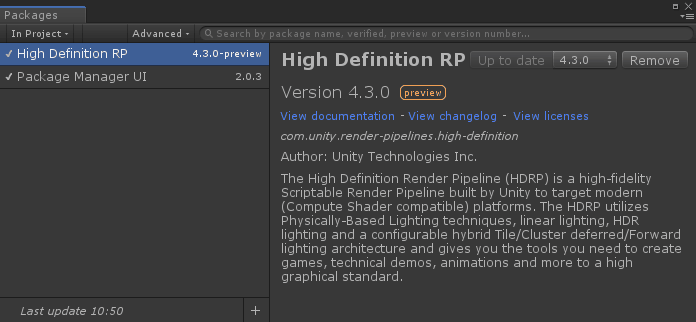 Packages
In Project Advanced Search by package name, verified, preview or version number...
High Definition RP 4.3.0-preview
Package Manager UI 2.0.3
Last update 10:50 +
High Definition RP Up to date 4.3.0 Remove
Version 4.3.0 preview
View documentation - View changelog - View licenses
com.unity.render-pipelines.high-definition
Author: Unity Technologies Inc.
The High Definition Render Pipeline (HDRP) is a high-fidelity
Scriptable Render Pipeline built by Unity to target modern
(Compute Shader compatible) platforms. The HDRP utilizes
Physically-Based Lighting techniques, linear lighting, HDR
lighting and a configurable hybrid Tile/Cluster deferred/Forward
lighting architecture and gives you the tools you need to create
games, technical demos, animations and more to a high
graphical standard.